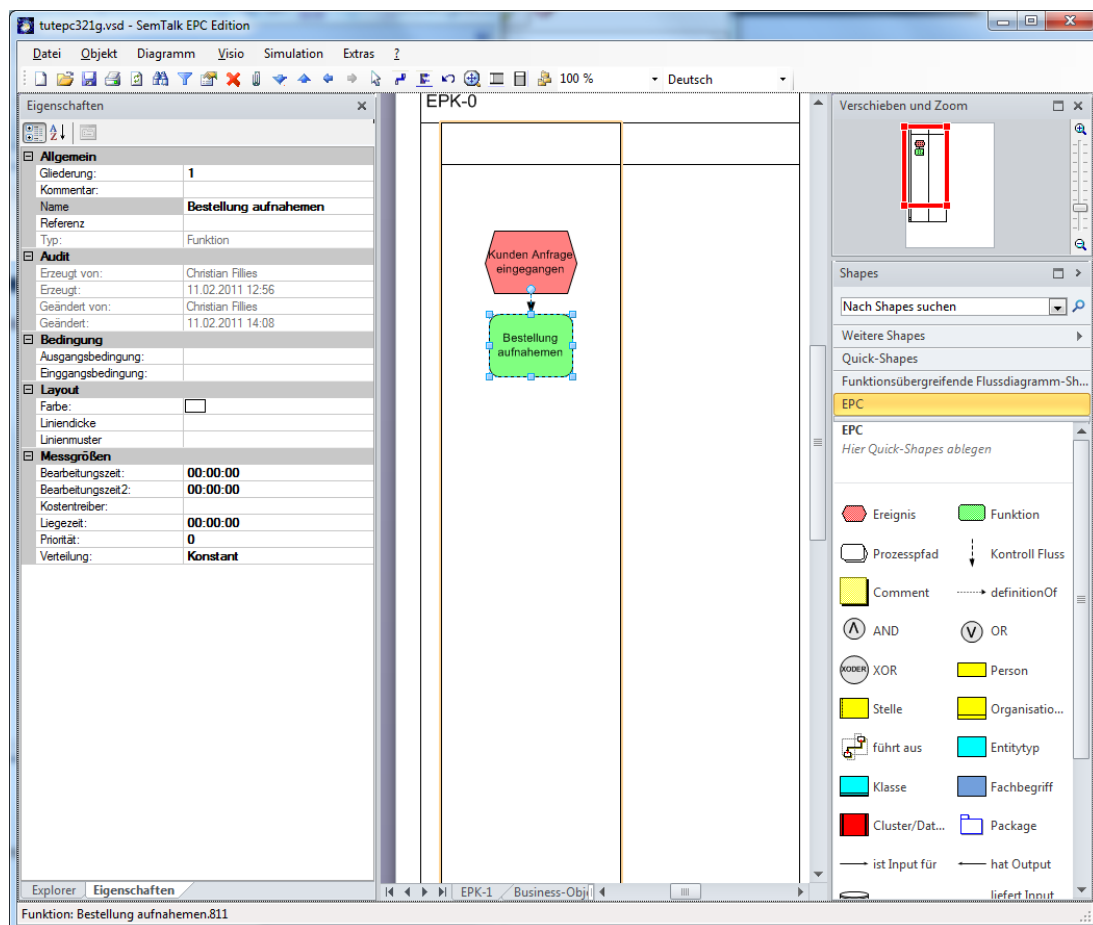 tutepc321g.vsd - SemTalk EPC Edition
Datei Objekt Diagramm Visio Simulation Extras ?
100 % Deutsch
Eigenschaften
Allgemein
Gliederung: 1
Kommentar:
Name Bestellung aufnahemen
Referenz
Typ: Funktion
Audit
Erzeugt von: Christian Fillies
Erzeugt: 11.02.2011 12:56
Geändert von: Christian Fillies
Geändert: 11.02.2011 14:08
Bedingung
Ausgangsbedingung:
Einggangsbedingung:
Layout
Farbe:
Liniendicke
Linienmuster
Messgrößen
Bearbeitungszeit: 00:00:00
Bearbeitungszeit2: 00:00:00
Kostentreiber:
Liegezeit: 00:00:00
Priorität: 0
Verteilung: Konstant
Explorer Eigenschaften
EPK-0
Kunden Anfrage
eingegangen
Bestellung
aufnahemen
EPK-1 Business-Obj
Verschieben und Zoom
Shapes
Nach Shapes suchen
Weitere Shapes
Quick-Shapes
Funktionsübergreifende Flussdiagramm-Sh...
EPC
EPC
Hier Quick-Shapes ablegen
Ereignis Funktion
Prozesspfad Kontroll Fluss
Comment definitionOf
AND V OR
XODER XOR Person
Stelle Organisatio...
führt aus Entitytyp
Klasse Fachbegriff
Cluster/Dat... Package
ist Input für hat Output
liefert Input
Funktion: Bestellung aufnahemen.811